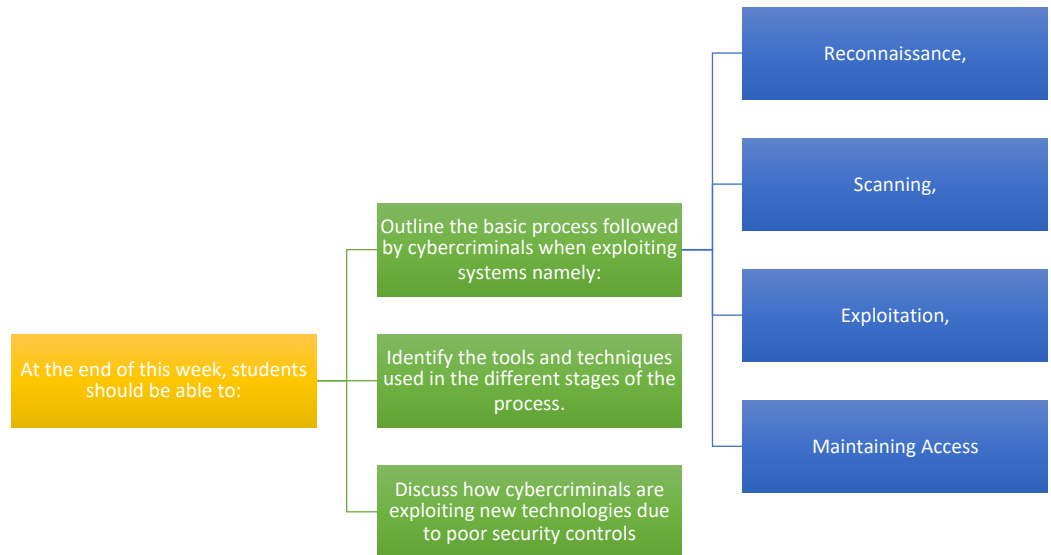 At the end of this week, students
should be able to:
Outline the basic process followed
by cybercriminals when exploiting
systems namely:
Reconnaissance,
Scanning,
Exploitation,
Maintaining Access
Identify the tools and techniques
used in the different stages of the
process.
Discuss how cybercriminals are
exploiting new technologies due
to poor security controls